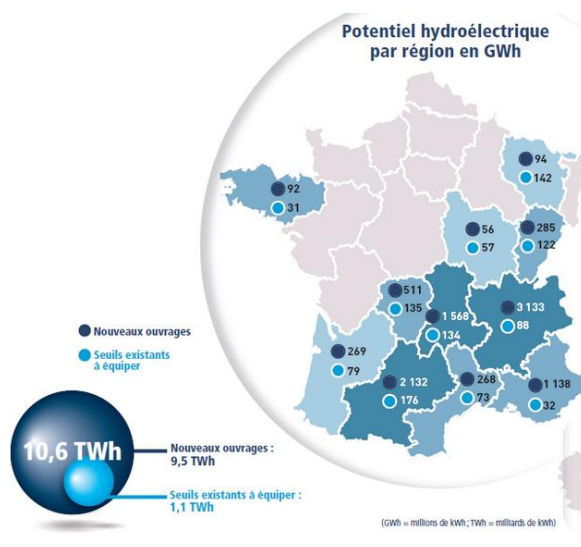 Potentiel hydroélectrique
par région en GWh
94
142
92
31
56
57
285
122
511
135
1 568
134
3 133
88
269
79
2 132
176
268
73
1 138
32
Nouveaux ouvrages
Seuils existants
à équiper
10,6 TWh
Nouveaux ouvrages :
9,5 TWh
Seuils existants à équiper :
1,1 TWh
(GWh = millions de kWh ; TWh = milliards de kWh)